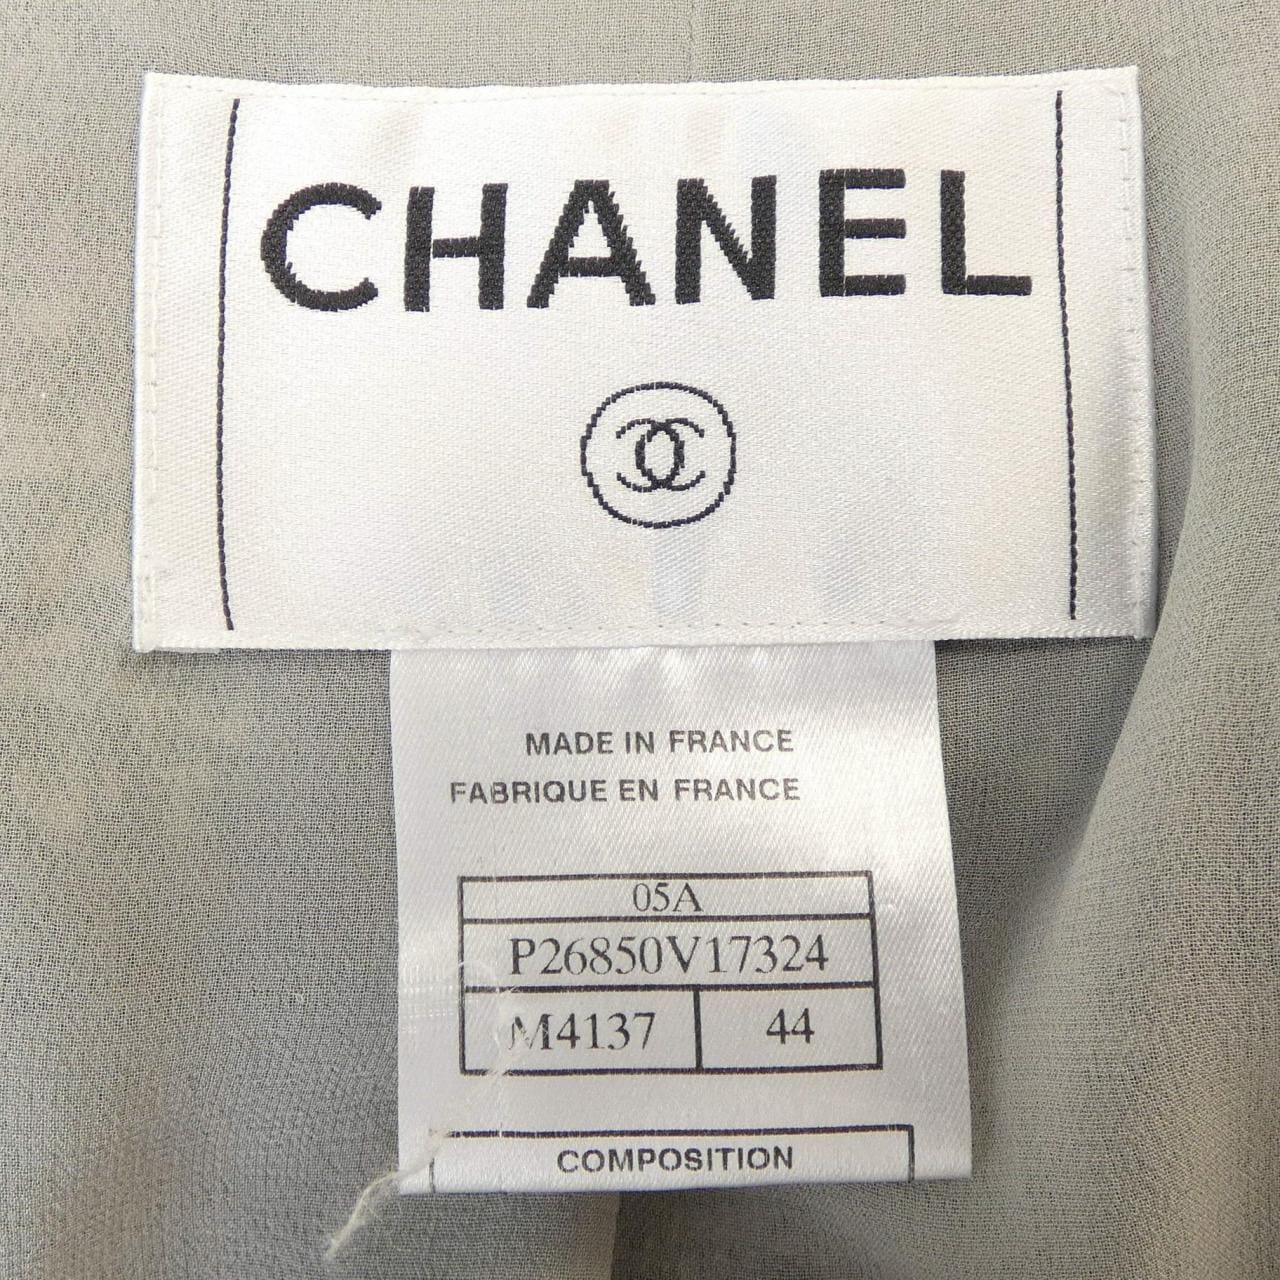 CHANEL
MADE IN FRANCE
FABRIQUE EN FRANCE
05A
P26850V17324
M4137 44
COMPOSITION